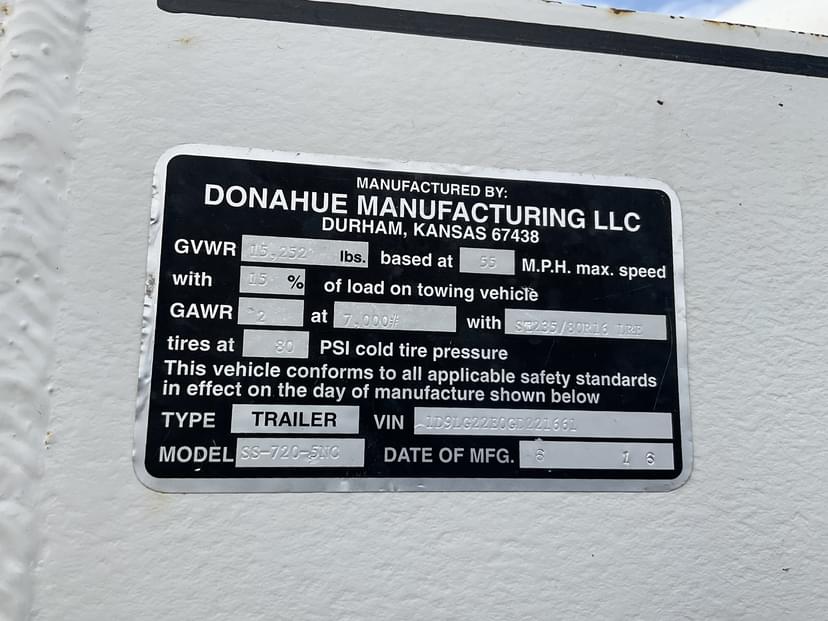 MANUFACTURED BY:
DONAHUE MANUFACTURING LLC
DURHAM, KANSAS 67438
GVWR 15,252 lbs. based at 55 M.P.H. max. speed
with 15 % of load on towing vehicle
GAWR 2 at 7,000# with ST235/80R16 LRE
tires at 80 PSI cold tire pressure
This vehicle conforms to all applicable safety standards
in effect on the day of manufacture shown below
TYPE TRAILER VIN
MODEL DATE OF MFG. 6 16